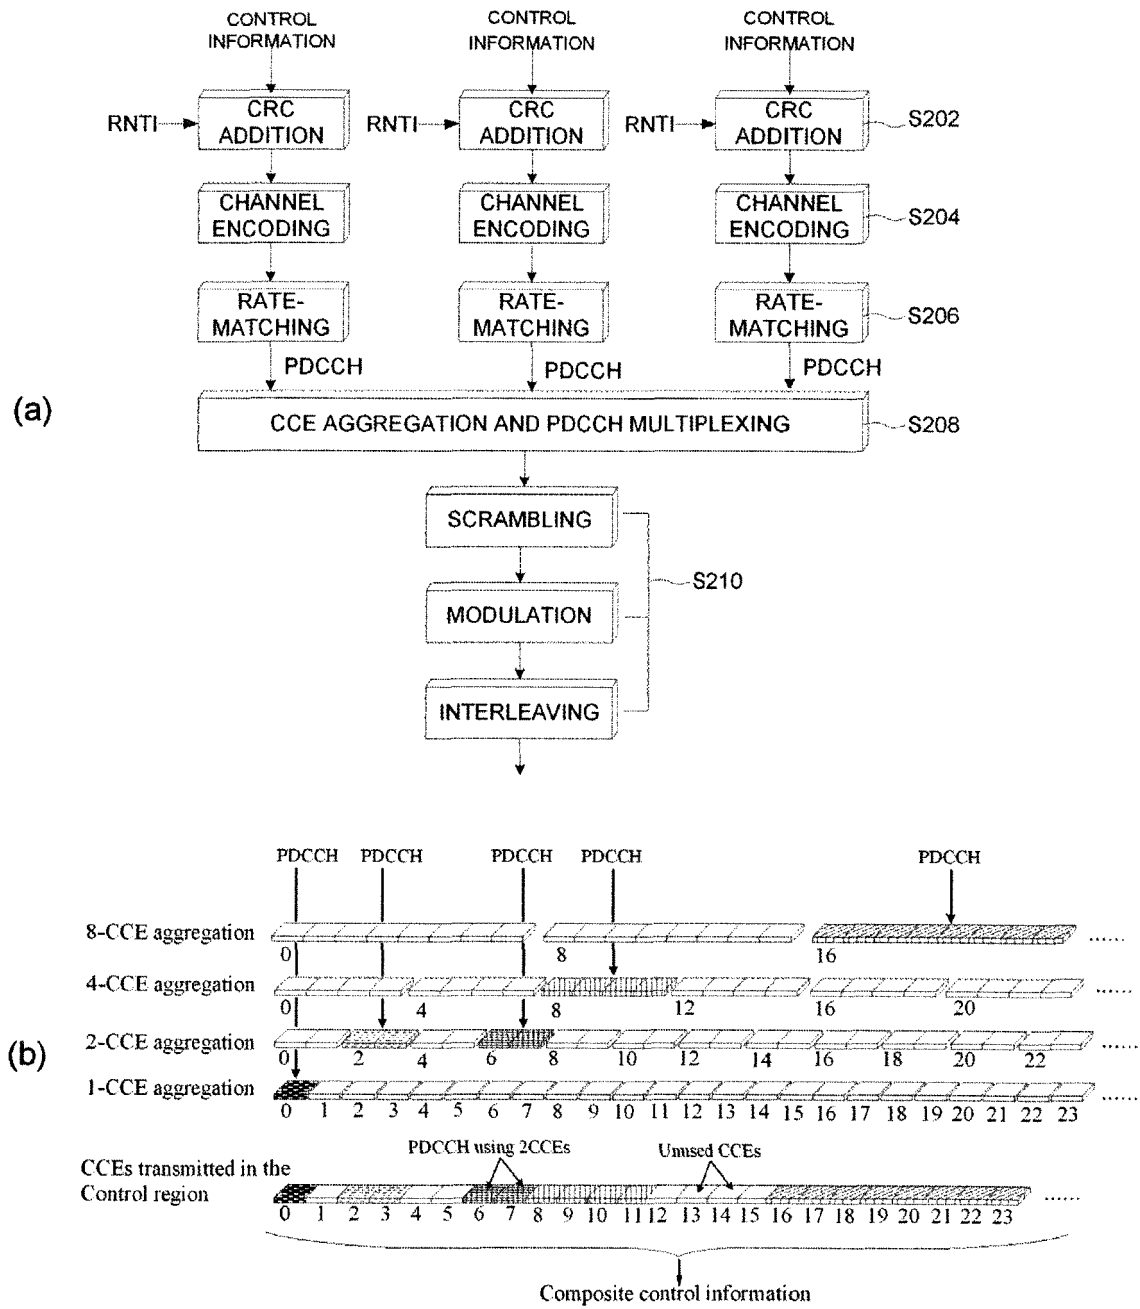 CONTROL INFORMATION
CONTROL INFORMATION
CONTROL INFORMATION
RNTI
CRC ADDITION
RNTI
CRC ADDITION
RNTI
CRC ADDITION
S202
CHANNEL ENCODING
CHANNEL ENCODING
CHANNEL ENCODING
S204
RATE-MATCHING
RATE-MATCHING
RATE-MATCHING
S206
PDCCH
PDCCH
PDCCH
(a)
CCE AGGREGATION AND PDCCH MULTIPLEXING
S208
SCRAMBLING
MODULATION
S210
INTERLEAVING
PDCCH PDCCH PDCCH PDCCH PDCCH
8-CCE aggregation
......
0 8 16
4-CCE aggregation
......
0 4 8 12 16 20
(b)
2-CCE aggregation
......
0 2 4 6 8 10 12 14 16 18 20 22
1-CCE aggregation
......
0 1 2 3 4 5 6 7 8 9 10 11 12 13 14 15 16 17 18 19 20 21 22 23
PDCCH using 2CCEs
Unused CCEs
CCEs transmitted in the
Control region
......
0 1 2 3 4 5 6 7 8 9 10 11 12 13 14 15 16 17 18 19 20 21 22 23
Composite control information